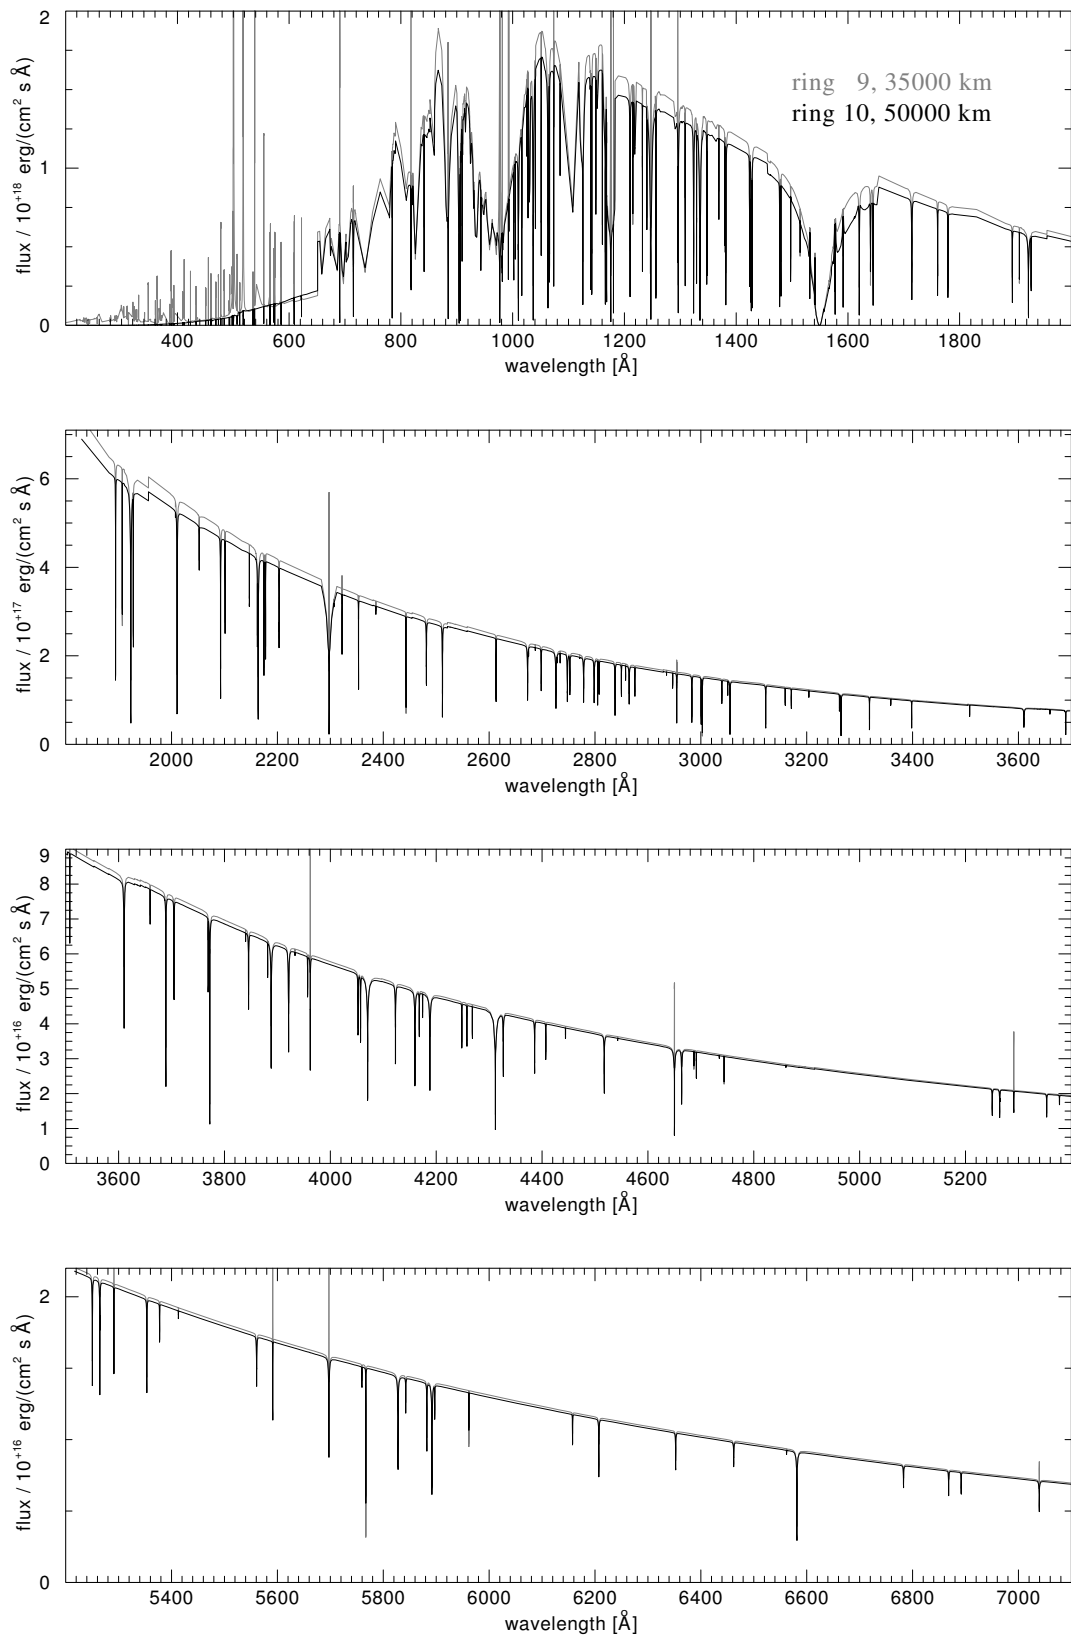 2
1
0
flux / 10⁺¹⁸ erg/(cm² s Å)
ring 9, 35000 km
ring 10, 50000 km
400 600 800 1000 1200 1400 1600 1800
wavelength [Å]
6
4
2
0
flux / 10⁺¹⁷ erg/(cm² s Å)
2000 2200 2400 2600 2800 3000 3200 3400 3600
wavelength [Å]
9
8
7
6
5
4
3
2
1
0
flux / 10⁺¹⁶ erg/(cm² s Å)
3600 3800 4000 4200 4400 4600 4800 5000 5200
wavelength [Å]
2
0
flux / 10⁺¹⁶ erg/(cm² s Å)
5400 5600 5800 6000 6200 6400 6600 6800 7000
wavelength [Å]